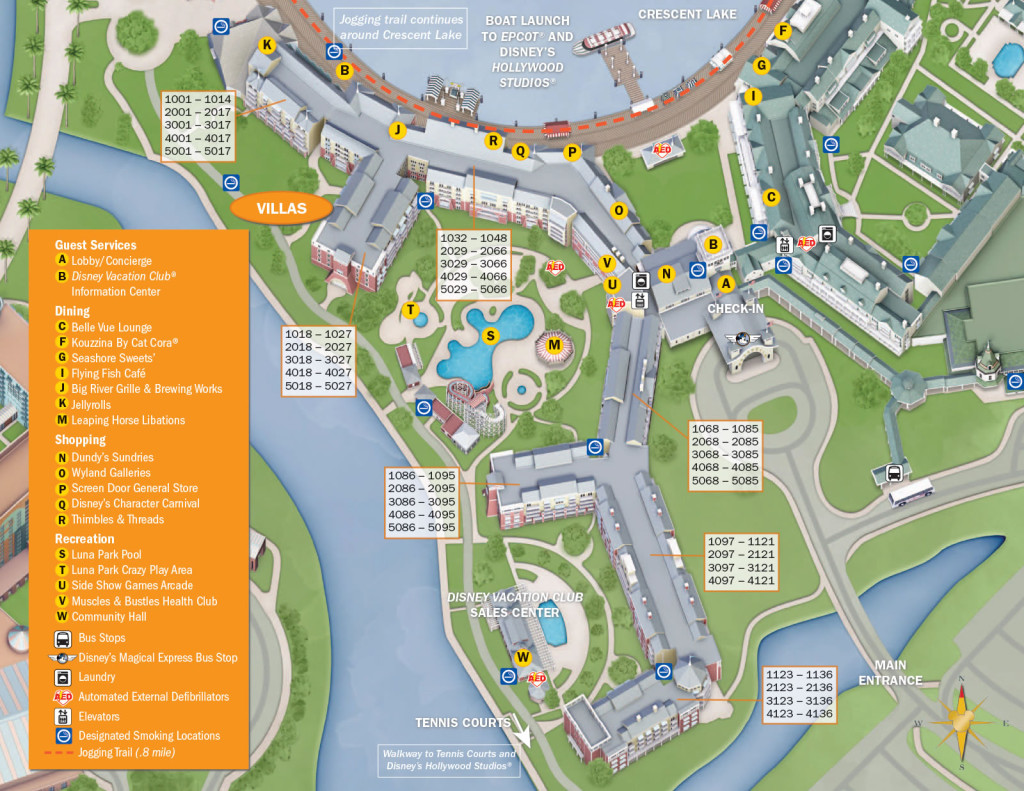 Jogging trail continues
around Crescent Lake
BOAT LAUNCH
TO EPCOT® AND
DISNEY'S
HOLLYWOOD
STUDIOS®
CRESCENT LAKE
K
B
J
R
Q
P
O
F
G
I
C
B
N
A
V
U
T
S
M
W
AED
AED
AED
AED
AED
1001 – 1014
2001 – 2017
3001 – 3017
4001 – 4017
5001 – 5017
VILLAS
1032 – 1048
2029 – 2066
3029 – 3066
4029 – 4066
5029 – 5066
CHECK-IN
1018 – 1027
2018 – 2027
3018 – 3027
4018 – 4027
5018 – 5027
1068 – 1085
2068 – 2085
3068 – 3085
4068 – 4085
5068 – 5085
1086 – 1095
2086 – 2095
3086 – 3095
4086 – 4095
5086 – 5095
1097 – 1121
2097 – 2121
3097 – 3121
4097 – 4121
DISNEY VACATION CLUB
SALES CENTER
1123 – 1136
2123 – 2136
3123 – 3136
4123 – 4136
MAIN
ENTRANCE
N
W
E
S
TENNIS COURTS
Walkway to Tennis Courts and
Disney's Hollywood Studios®
Guest Services
A Lobby/Concierge
B Disney Vacation Club®
Information Center
Dining
C Belle Vue Lounge
F Kouzzina By Cat Cora®
G Seashore Sweets'
I Flying Fish Café
J Big River Grille & Brewing Works
K Jellyrolls
M Leaping Horse Libations
Shopping
N Dundy's Sundries
O Wyland Galleries
P Screen Door General Store
Q Disney's Character Carnival
R Thimbles & Threads
Recreation
S Luna Park Pool
T Luna Park Crazy Play Area
U Side Show Games Arcade
V Muscles & Bustles Health Club
W Community Hall
Bus Stops
Disney's Magical Express Bus Stop
Laundry
AED Automated External Defibrillators
Elevators
Designated Smoking Locations
Jogging Trail (.8 mile)